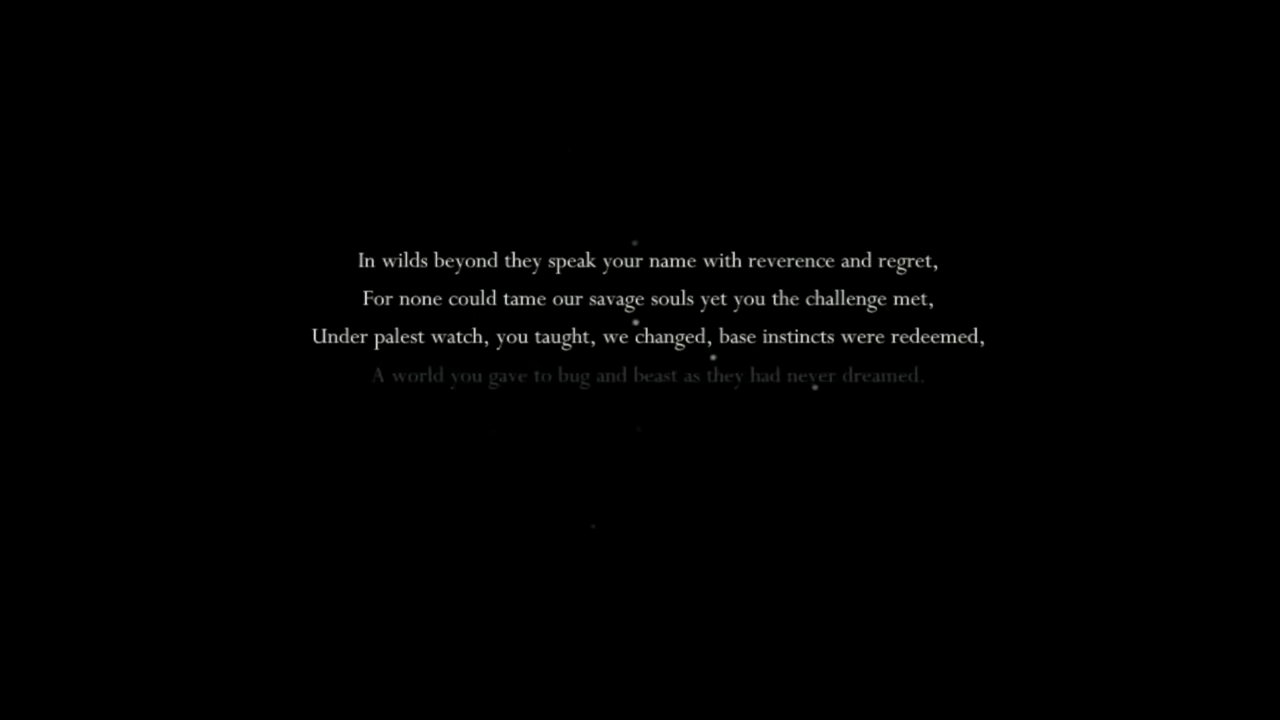 In wilds beyond they speak your name with reverence and regret,
For none could tame our savage souls yet you the challenge met,
Under palest watch, you taught, we changed, base instincts were redeemed,
A world you gave to bug and beast as they had never dreamed.